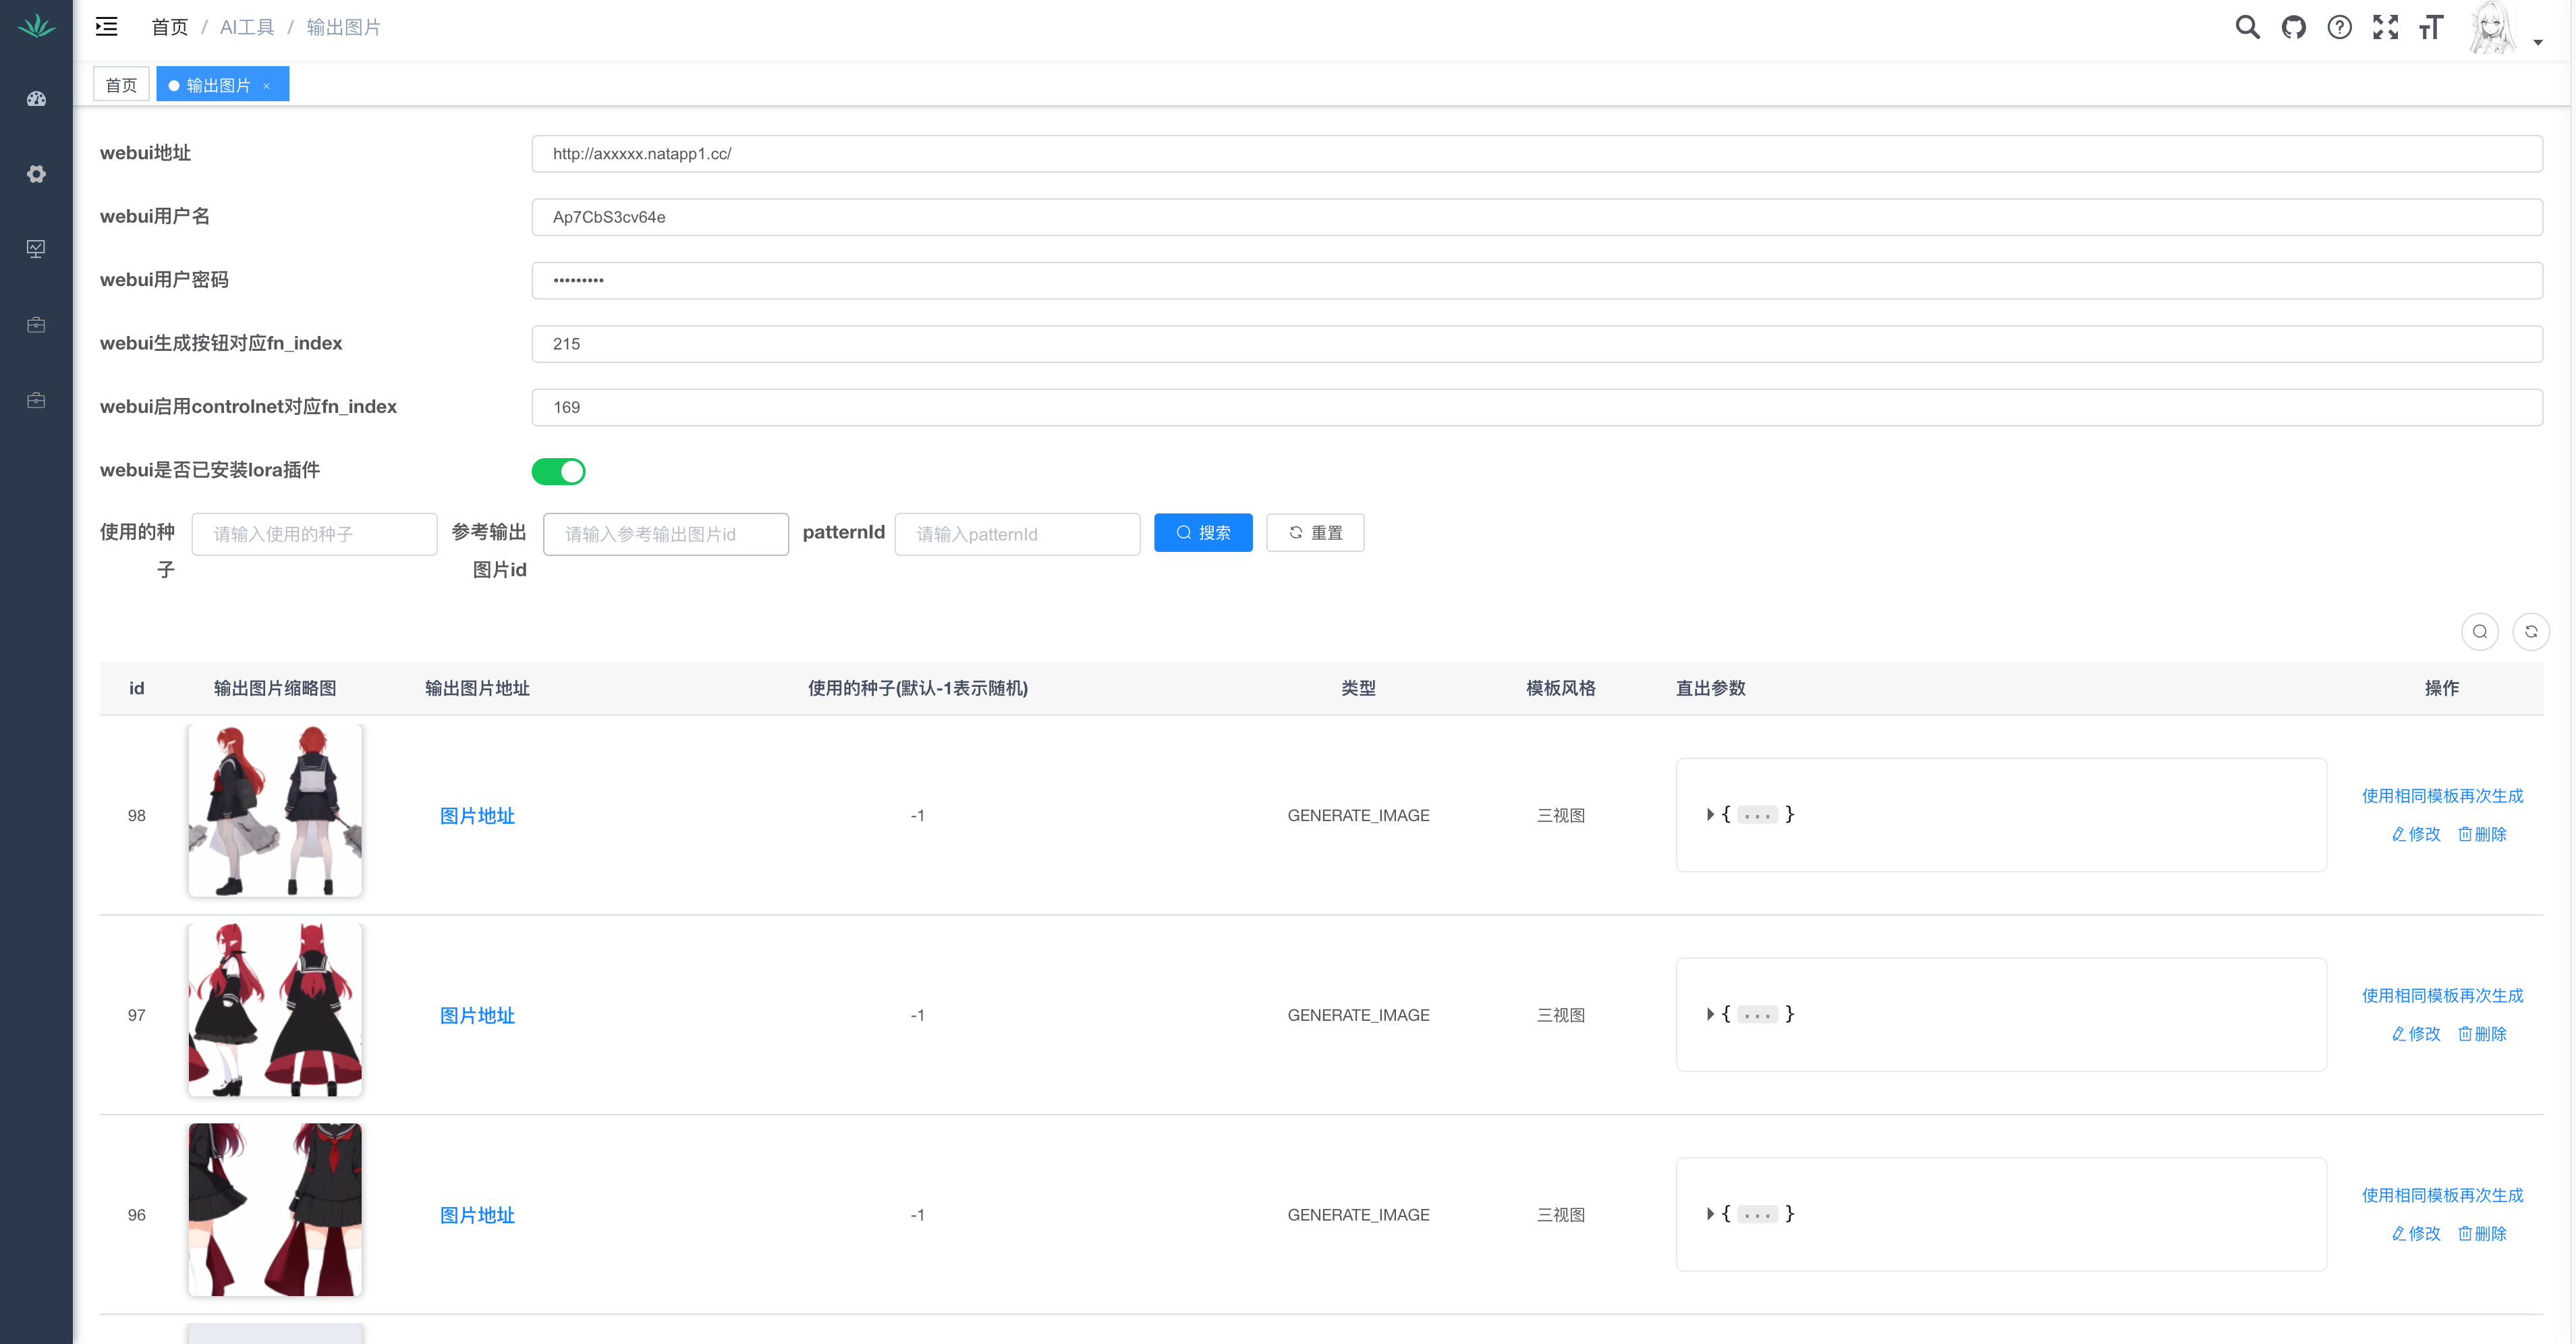 首页 / AI工具 / 输出图片
首页
输出图片 ×
webui地址
http://axxxxx.natapp1.cc/
webui用户名
Ap7CbS3cv64e
webui用户密码
•••••••••
webui生成按钮对应fn_index
215
webui启用controlnet对应fn_index
169
webui是否已安装lora插件
使用的种子
请输入使用的种子
参考输出图片id
请输入参考输出图片id
patternId
请输入patternId
搜索
重置
id 输出图片缩略图 输出图片地址 使用的种子(默认-1表示随机) 类型 模板风格 直出参数 操作
98 图片地址 -1 GENERATE_IMAGE 三视图 { ... } 使用相同模板再次生成
修改 删除
97 图片地址 -1 GENERATE_IMAGE 三视图 { ... } 使用相同模板再次生成
修改 删除
96 图片地址 -1 GENERATE_IMAGE 三视图 { ... } 使用相同模板再次生成
修改 删除